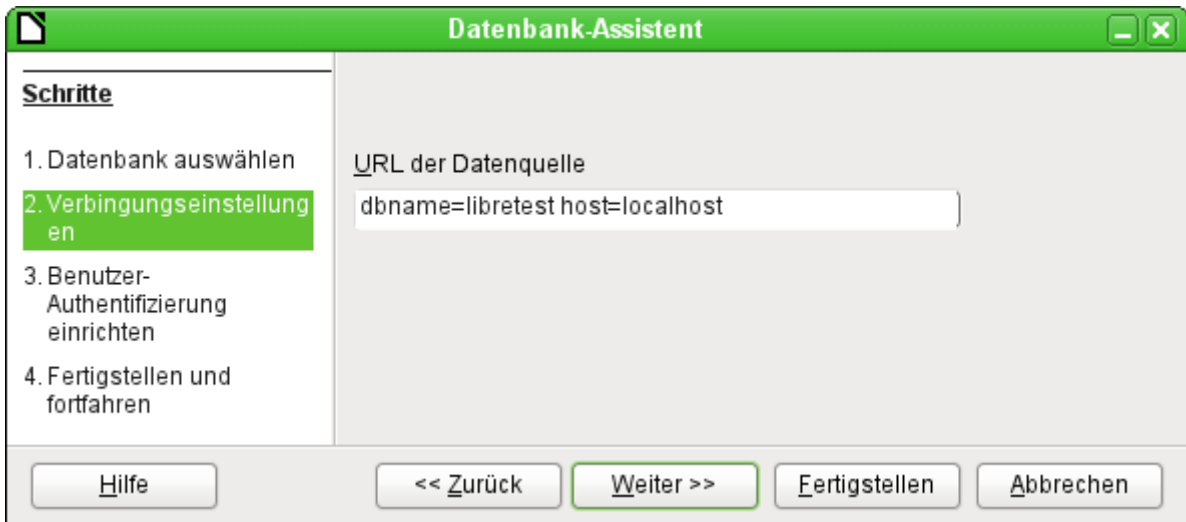 Datenbank-Assistent
Schritte
1. Datenbank auswählen
2. Verbingungseinstellung
en
3. Benutzer-
Authentifizierung
einrichten
4. Fertigstellen und
fortfahren
URL der Datenquelle
dbname=libretest host=localhost
Hilfe
<< Zurück
Weiter >>
Fertigstellen
Abbrechen